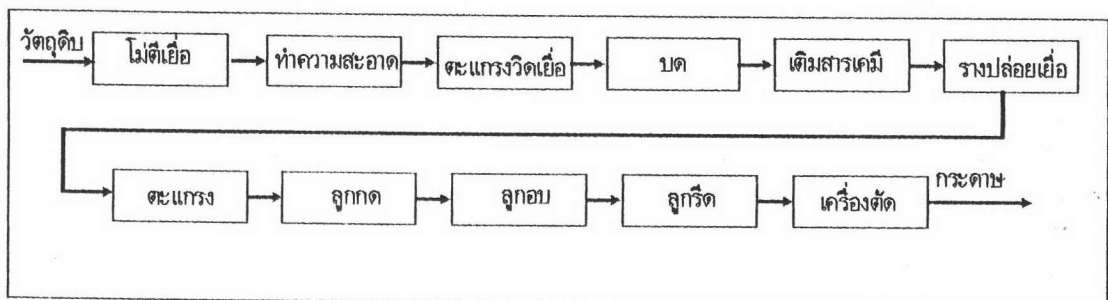 วัตถุดิบ
โม่ตีเยื่อ
ทำความสะอาด
ตะแกรงวิดเยื่อ
บด
เติมสารเคมี
รางปล่อยเยื่อ
ตะแกรง
ลูกกด
ลูกอบ
ลูกรีด
เครื่องตัด
กระดาษ